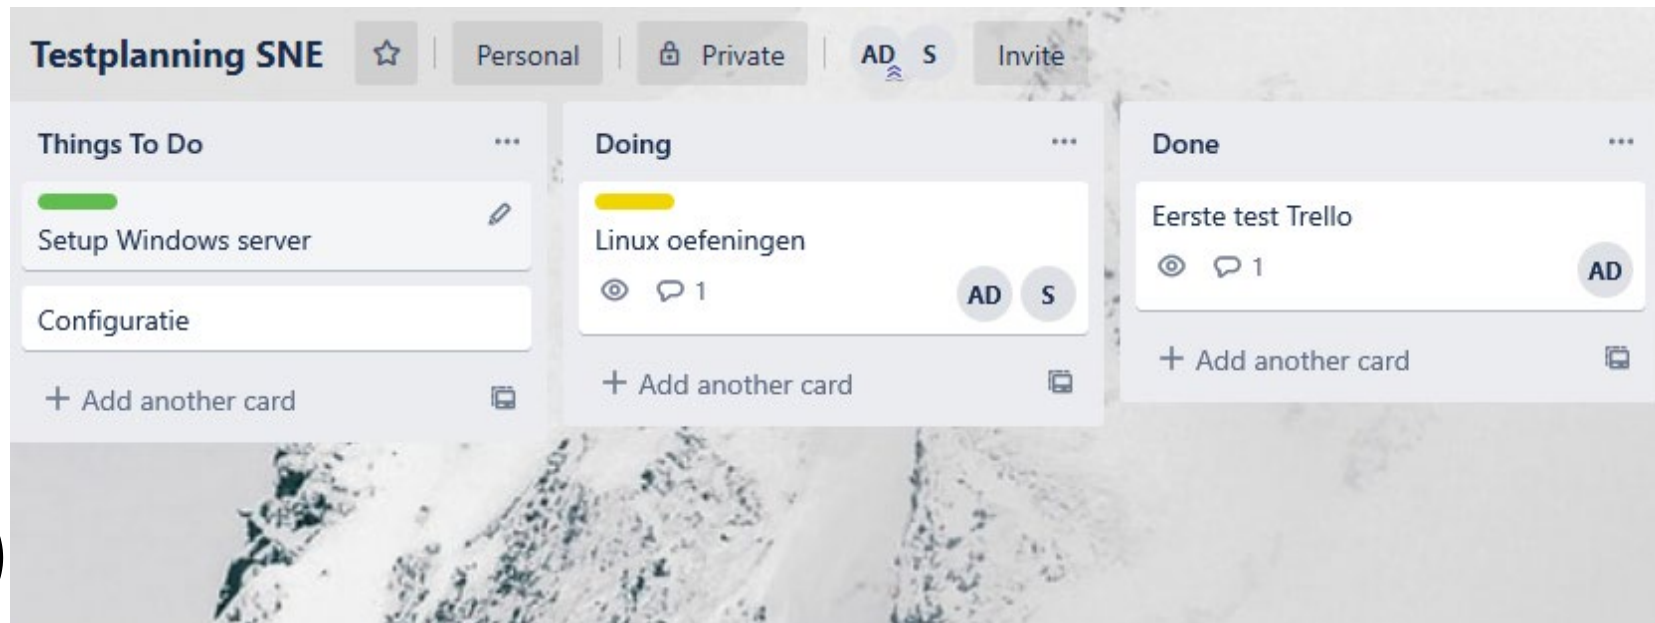 Testplanning SNE Personal Private AD S Invite
Things To Do
Setup Windows server
Configuratie
+ Add another card
Doing
Linux oefeningen
1
AD S
+ Add another card
Done
Eerste test Trello
1
AD
+ Add another card